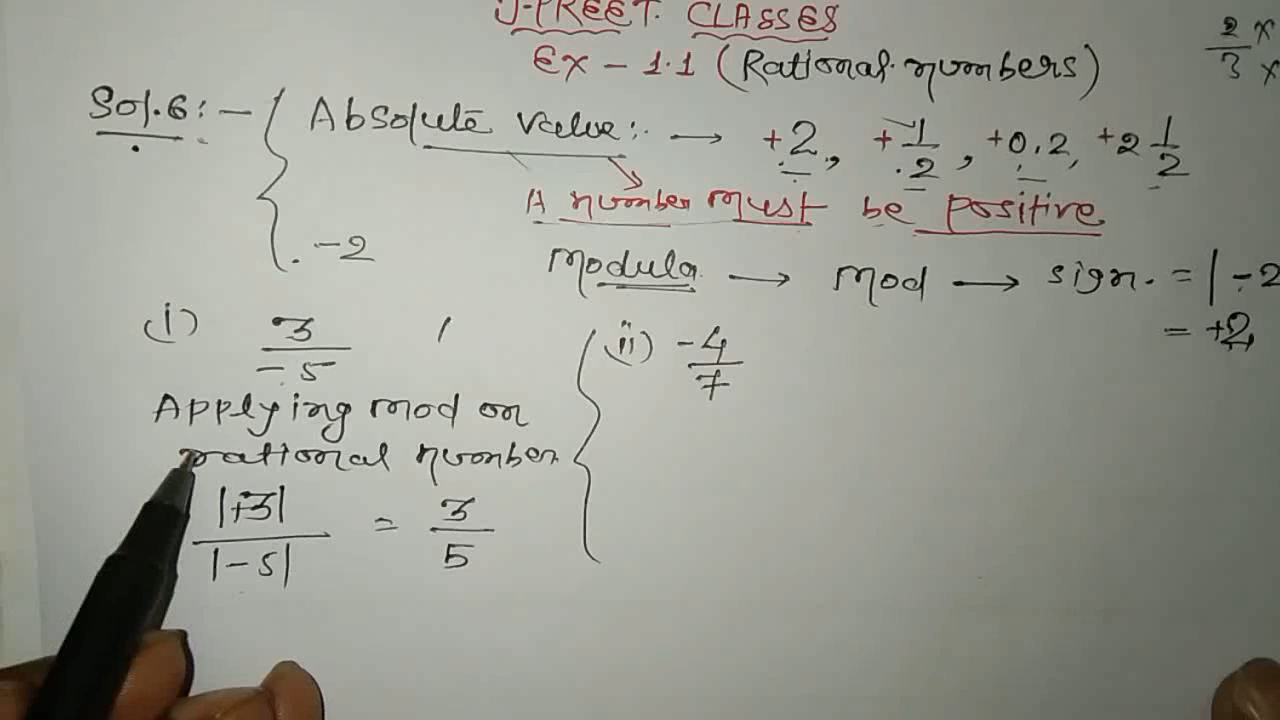 U-PREET CLASSES
Ex - 1.1 (Rational numbers)
2 x
3 x
Sol.6:- Absolute value: → +2, +1/2, +0.2, +2 1/2
A number must be positive
-2
Modula → Mod → sign. = |-2
= +2,
(i) 3/-5
(ii) -4/7
Applying mod on
rational number
|+3|/|-5| = 3/5